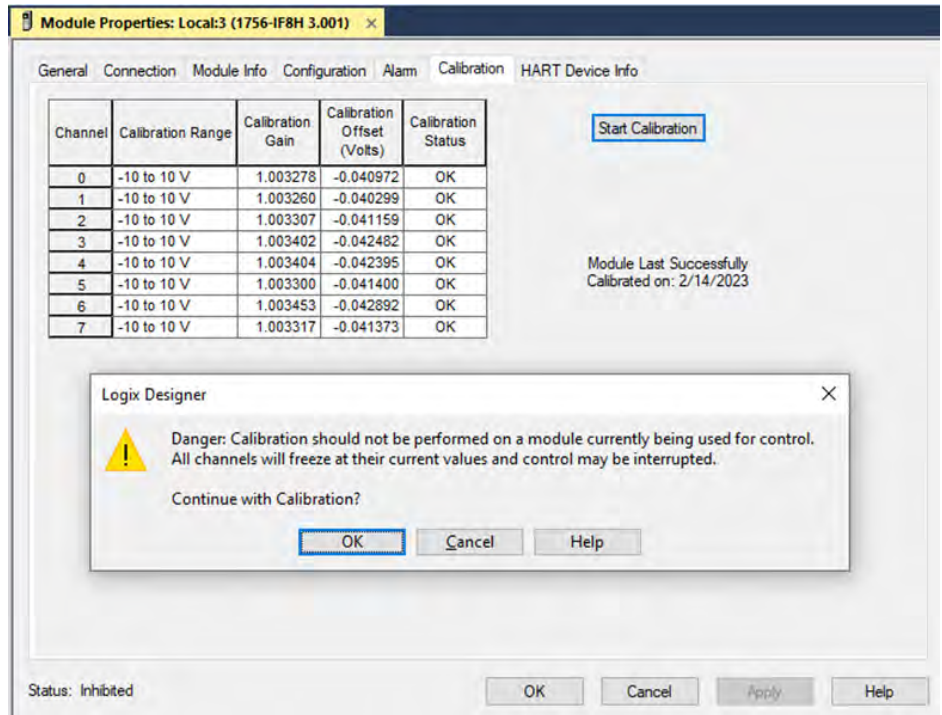 Module Properties: Local:3 (1756-IF8H 3.001) ×
General Connection Module Info Configuration Alarm Calibration HART Device Info
Channel Calibration Range Calibration Gain Calibration Offset (Volts) Calibration Status
Start Calibration
0 -10 to 10 V 1.003278 -0.040972 OK
1 -10 to 10 V 1.003260 -0.040299 OK
2 -10 to 10 V 1.003307 -0.041159 OK
3 -10 to 10 V 1.003402 -0.042482 OK
4 -10 to 10 V 1.003404 -0.042395 OK
5 -10 to 10 V 1.003300 -0.041400 OK
6 -10 to 10 V 1.003453 -0.042892 OK
7 -10 to 10 V 1.003317 -0.041373 OK
Module Last Successfully
Calibrated on: 2/14/2023
Logix Designer
Danger: Calibration should not be performed on a module currently being used for control.
All channels will freeze at their current values and control may be interrupted.
Continue with Calibration?
OK Cancel Help
Status: Inhibited
OK Cancel Apply Help